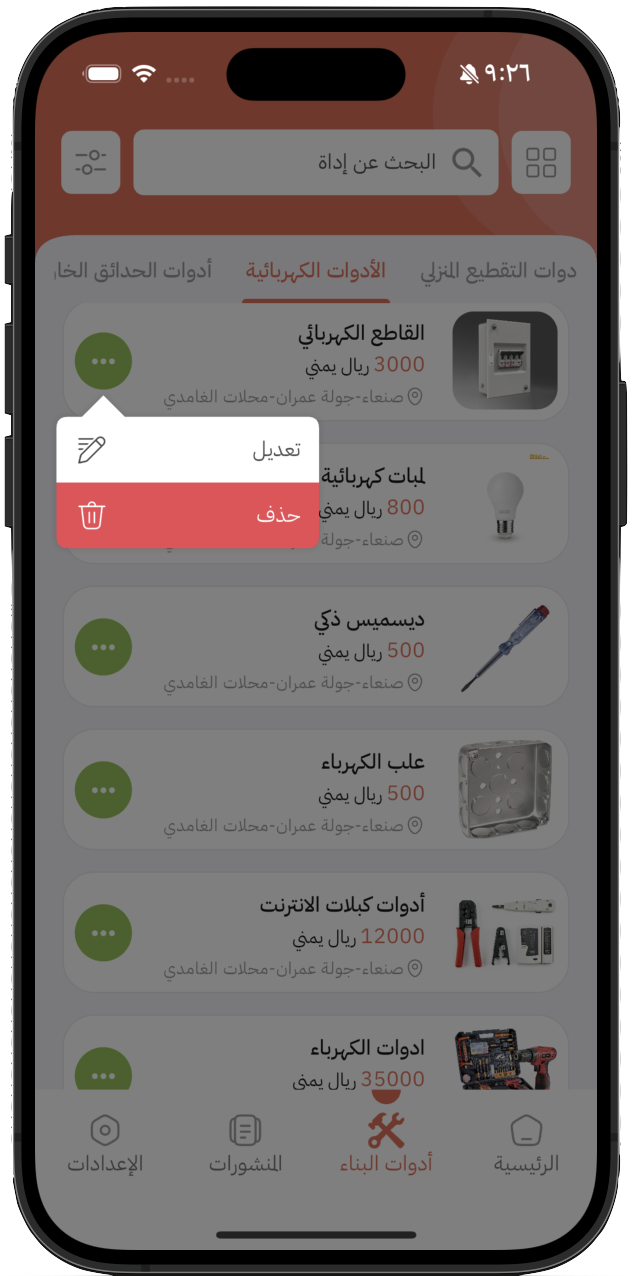 ٩:٢٦
البحث عن إداة
دوات التقطيع المنزلي
الأدوات الكهربائية
أدوات الحدائق الخار
القاطع الكهربائي
3000 ريال يمني
صنعاء-جولة عمران-محلات الغامدي
تعديل
حذف
لمبات كهربائية
800 ريال يمني
صنعاء-جولة عمران-
ديسميس ذكي
500 ريال يمني
صنعاء-جولة عمران-محلات الغامدي
علب الكهرباء
500 ريال يمني
صنعاء-جولة عمران-محلات الغامدي
أدوات كبلات الانترنت
12000 ريال يمني
صنعاء-جولة عمران-محلات الغامدي
ادوات الكهرباء
35000 ريال يمني
الرئيسية
أدوات البناء
المنشورات
الإعدادات